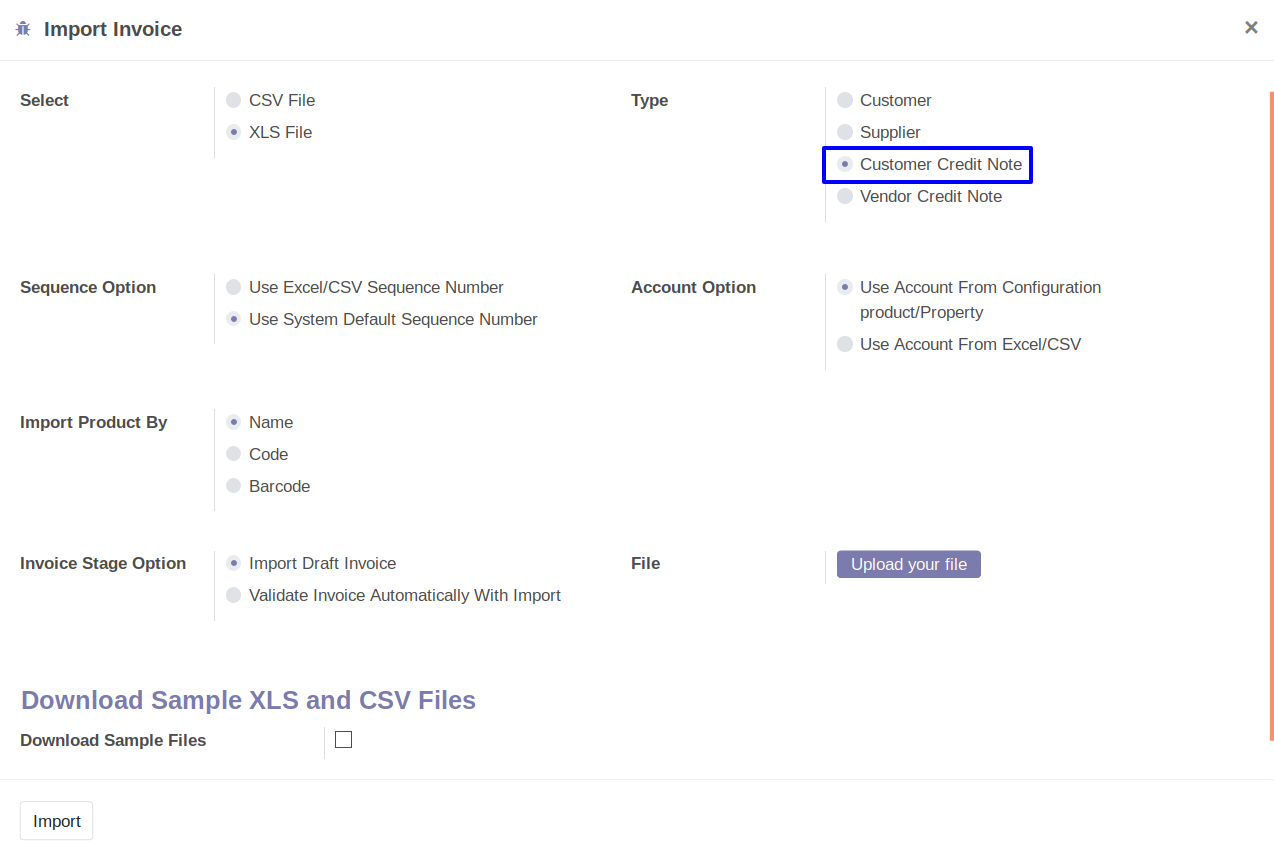 Import Invoice
×
Select
CSV File
XLS File
Type
Customer
Supplier
Customer Credit Note
Vendor Credit Note
Sequence Option
Use Excel/CSV Sequence Number
Use System Default Sequence Number
Account Option
Use Account From Configuration
product/Property
Use Account From Excel/CSV
Import Product By
Name
Code
Barcode
Invoice Stage Option
Import Draft Invoice
Validate Invoice Automatically With Import
File
Upload your file
Download Sample XLS and CSV Files
Download Sample Files
Import